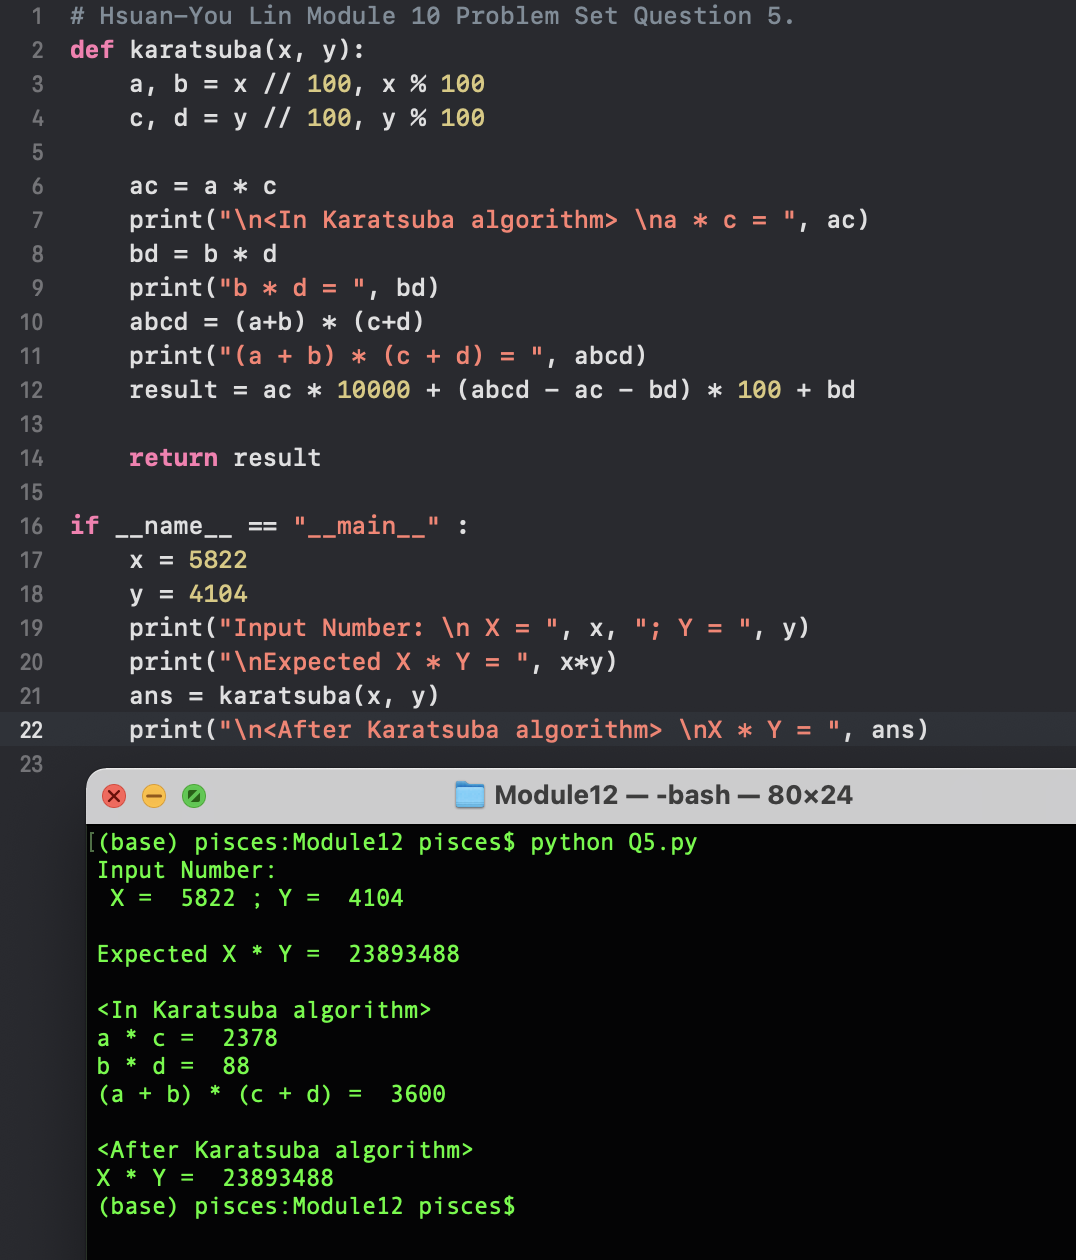 1 # Hsuan-You Lin Module 10 Problem Set Question 5.
2 def karatsuba(x, y):
3     a, b = x // 100, x % 100
4     c, d = y // 100, y % 100
5
6     ac = a * c
7     print("\n<In Karatsuba algorithm> \na * c = ", ac)
8     bd = b * d
9     print("b * d = ", bd)
10     abcd = (a+b) * (c+d)
11     print("(a + b) * (c + d) = ", abcd)
12     result = ac * 10000 + (abcd - ac - bd) * 100 + bd
13
14     return result
15
16 if __name__ == "__main__" :
17     x = 5822
18     y = 4104
19     print("Input Number: \n X = ", x, "; Y = ", y)
20     print("\nExpected X * Y = ", x*y)
21     ans = karatsuba(x, y)
22     print("\n<After Karatsuba algorithm> \nX * Y = ", ans)
23
Module12 — -bash — 80×24
[(base) pisces:Module12 pisces$ python Q5.py
Input Number:
 X =  5822 ; Y =  4104

Expected X * Y =  23893488

<In Karatsuba algorithm>
a * c =  2378
b * d =  88
(a + b) * (c + d) =  3600

<After Karatsuba algorithm>
X * Y =  23893488
(base) pisces:Module12 pisces$